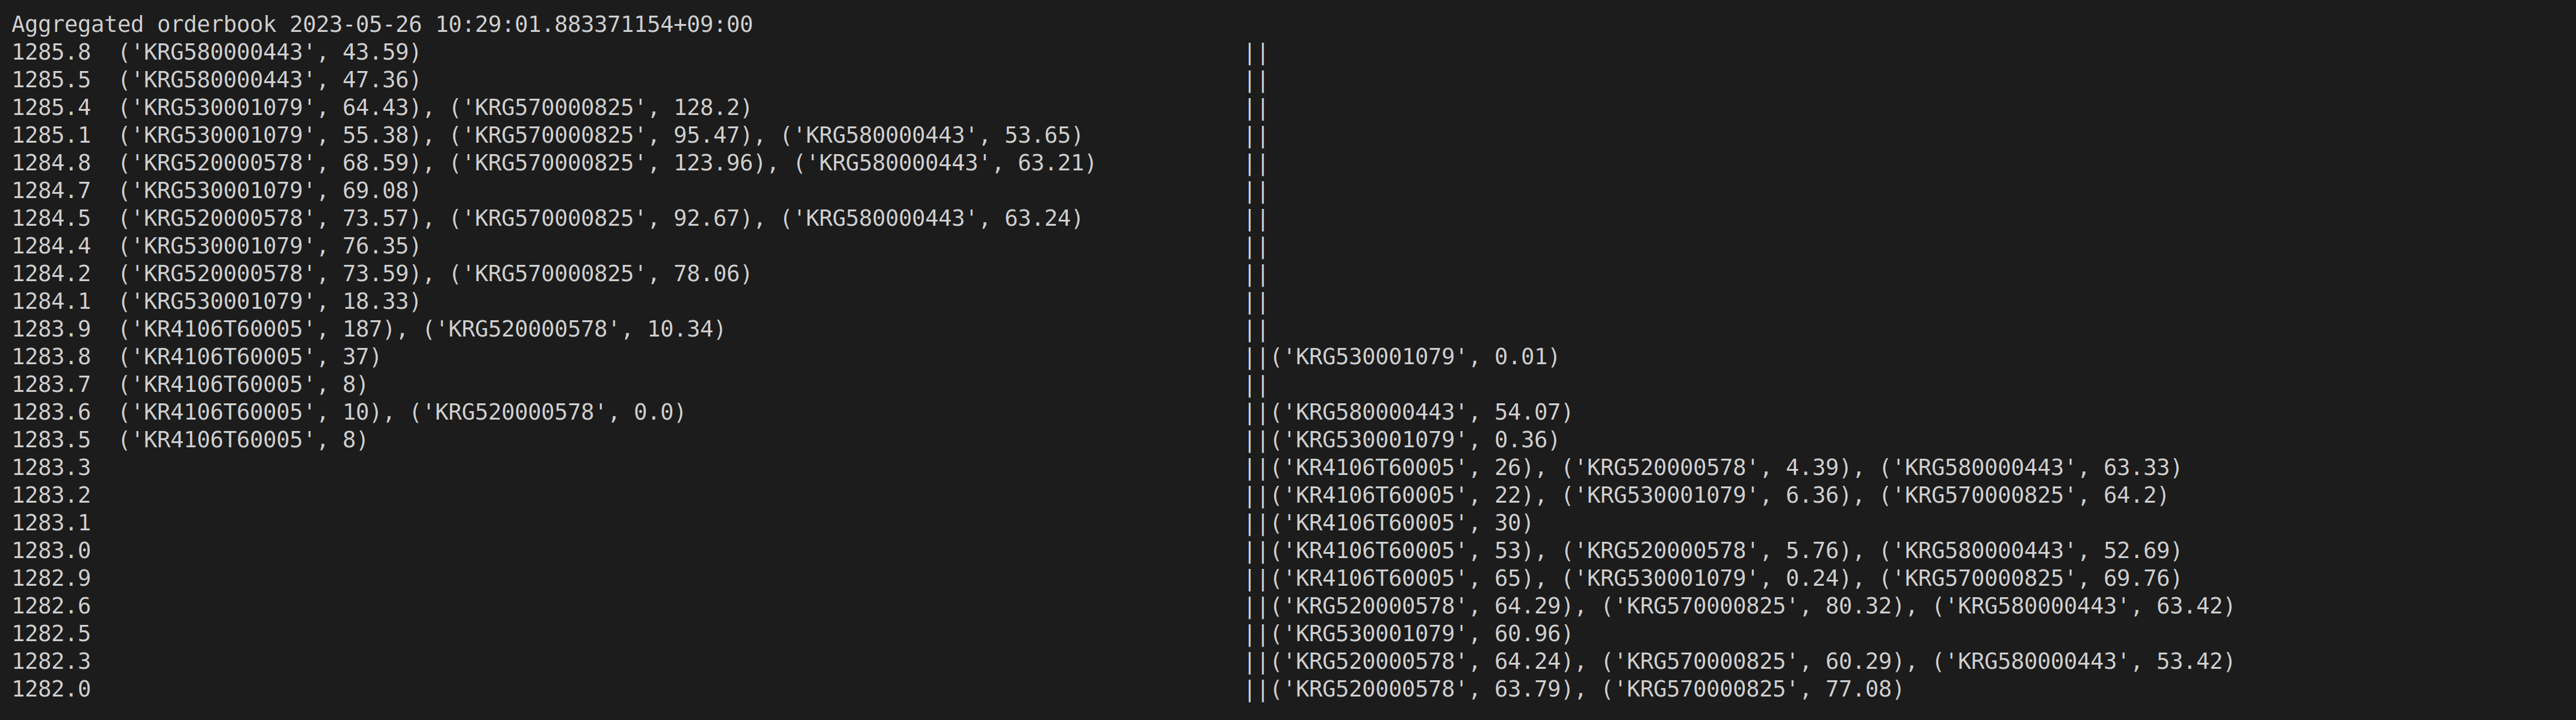 Aggregated orderbook 2023-05-26 10:29:01.883371154+09:00
1285.8  ('KRG580000443', 43.59) ||
1285.5  ('KRG580000443', 47.36) ||
1285.4  ('KRG530001079', 64.43), ('KRG570000825', 128.2) ||
1285.1  ('KRG530001079', 55.38), ('KRG570000825', 95.47), ('KRG580000443', 53.65) ||
1284.8  ('KRG520000578', 68.59), ('KRG570000825', 123.96), ('KRG580000443', 63.21) ||
1284.7  ('KRG530001079', 69.08) ||
1284.5  ('KRG520000578', 73.57), ('KRG570000825', 92.67), ('KRG580000443', 63.24) ||
1284.4  ('KRG530001079', 76.35) ||
1284.2  ('KRG520000578', 73.59), ('KRG570000825', 78.06) ||
1284.1  ('KRG530001079', 18.33) ||
1283.9  ('KR4106T60005', 187), ('KRG520000578', 10.34) ||
1283.8  ('KR4106T60005', 37) ||('KRG530001079', 0.01)
1283.7  ('KR4106T60005', 8) ||
1283.6  ('KR4106T60005', 10), ('KRG520000578', 0.0) ||('KRG580000443', 54.07)
1283.5  ('KR4106T60005', 8) ||('KRG530001079', 0.36)
1283.3 ||('KR4106T60005', 26), ('KRG520000578', 4.39), ('KRG580000443', 63.33)
1283.2 ||('KR4106T60005', 22), ('KRG530001079', 6.36), ('KRG570000825', 64.2)
1283.1 ||('KR4106T60005', 30)
1283.0 ||('KR4106T60005', 53), ('KRG520000578', 5.76), ('KRG580000443', 52.69)
1282.9 ||('KR4106T60005', 65), ('KRG530001079', 0.24), ('KRG570000825', 69.76)
1282.6 ||('KRG520000578', 64.29), ('KRG570000825', 80.32), ('KRG580000443', 63.42)
1282.5 ||('KRG530001079', 60.96)
1282.3 ||('KRG520000578', 64.24), ('KRG570000825', 60.29), ('KRG580000443', 53.42)
1282.0 ||('KRG520000578', 63.79), ('KRG570000825', 77.08)